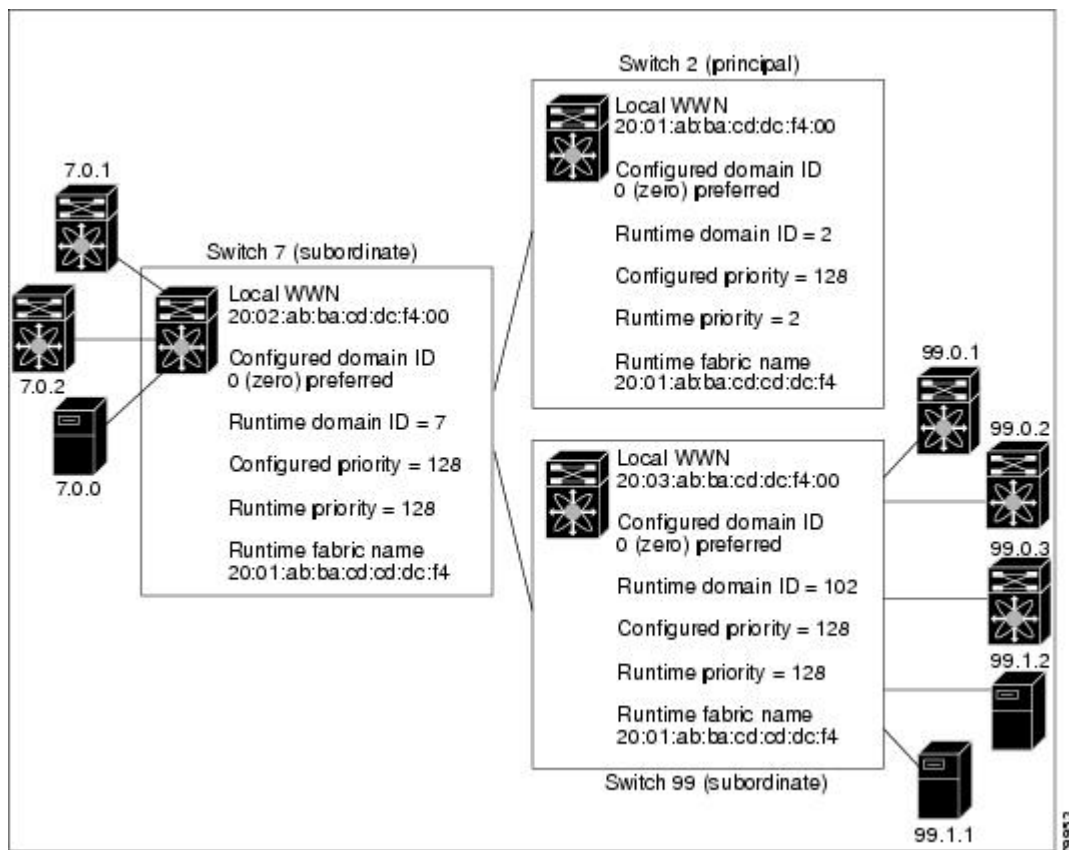 Switch 2 (principal)
Local WWN
20:01:ab:ba:cd:dc:f4:00
Configured domain ID
0 (zero) preferred
Runtime domain ID = 2
Configured priority = 128
Runtime priority = 2
Runtime fabric name
20:01:ab:ba:cd:cd:dc:f4
7.0.1
7.0.2
7.0.0
Switch 7 (subordinate)
Local WWN
20:02:ab:ba:cd:dc:f4:00
Configured domain ID
0 (zero) preferred
Runtime domain ID = 7
Configured priority = 128
Runtime priority = 128
Runtime fabric name
20:01:ab:ba:cd:cd:dc:f4
Local WWN
20:03:ab:ba:cd:dc:f4:00
Configured domain ID
0 (zero) preferred
Runtime domain ID = 102
Configured priority = 128
Runtime priority = 128
Runtime fabric name
20:01:ab:ba:cd:cd:dc:f4
Switch 99 (subordinate)
99.0.1
99.0.2
99.0.3
99.1.2
99.1.1